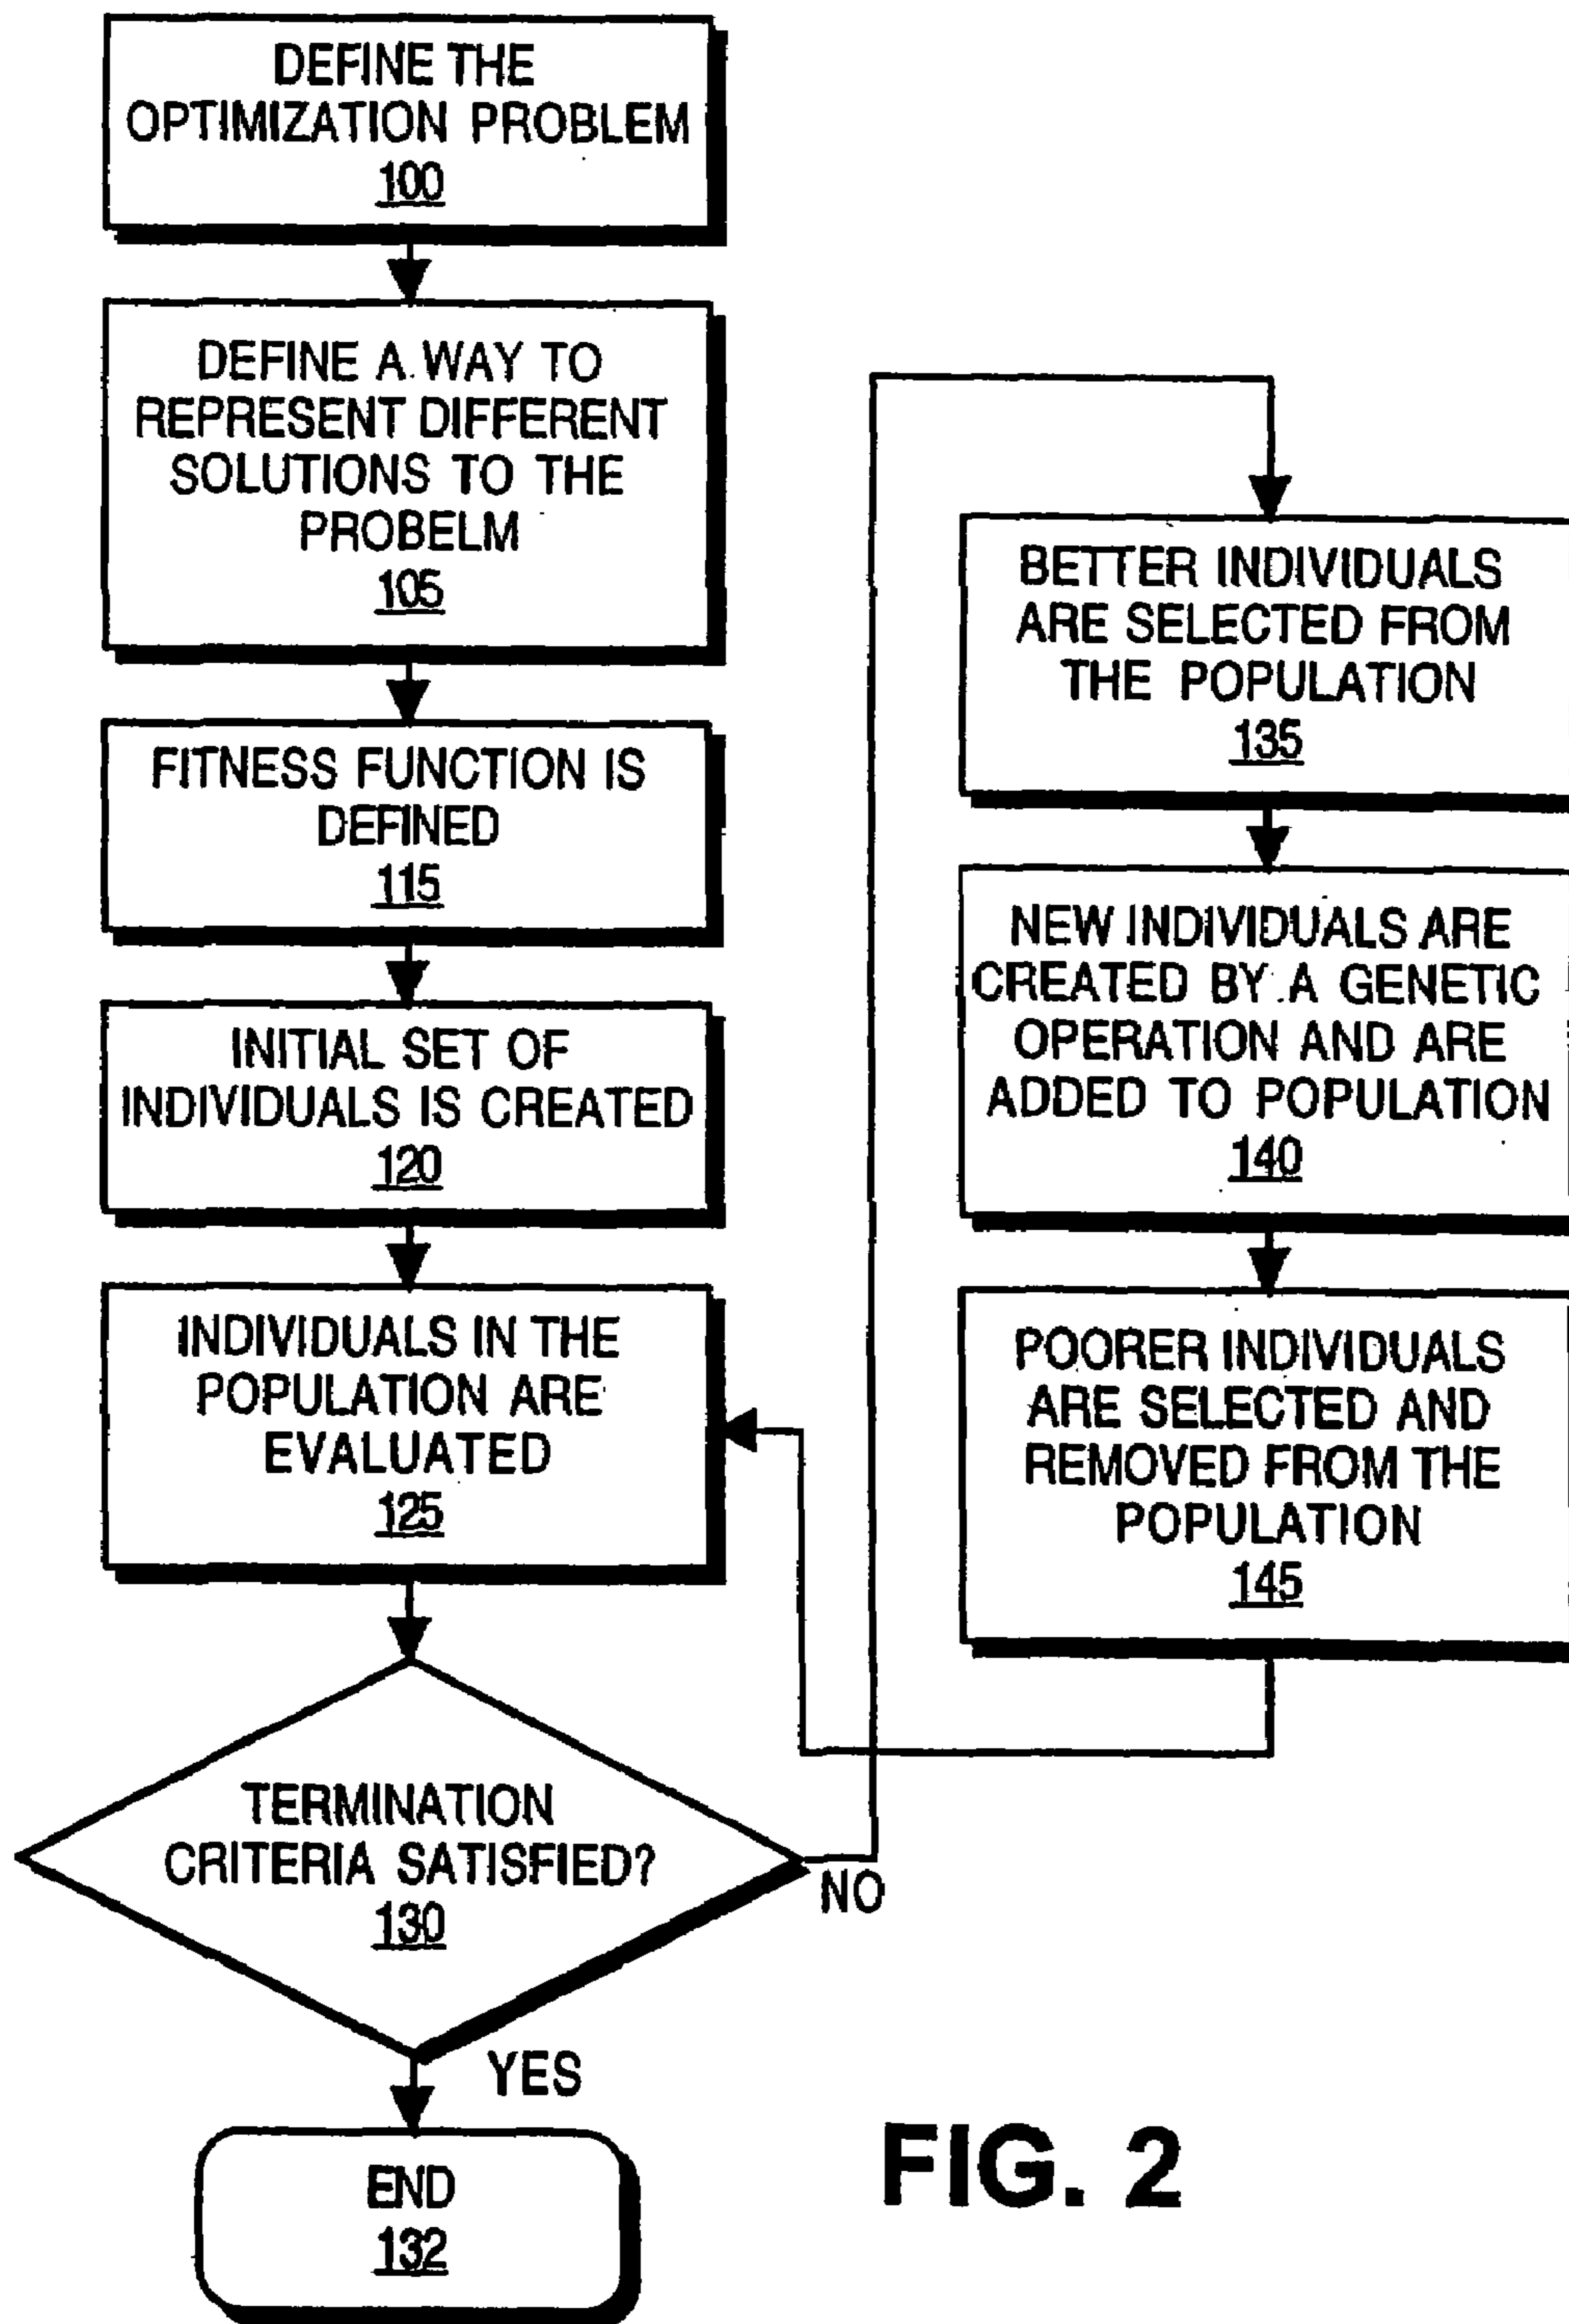 DEFINE THE
OPTIMIZATION PROBLEM
100
DEFINE A WAY TO
REPRESENT DIFFERENT
SOLUTIONS TO THE
PROBELM
105
FITNESS FUNCTION IS
DEFINED
115
INITIAL SET OF
INDIVIDUALS IS CREATED
120
INDIVIDUALS IN THE
POPULATION ARE
EVALUATED
125
TERMINATION
CRITERIA SATISFIED?
130
NO
YES
END
132
BETTER INDIVIDUALS
ARE SELECTED FROM
THE POPULATION
135
NEW INDIVIDUALS ARE
CREATED BY A GENETIC
OPERATION AND ARE
ADDED TO POPULATION
140
POORER INDIVIDUALS
ARE SELECTED AND
REMOVED FROM THE
POPULATION
145
FIG. 2